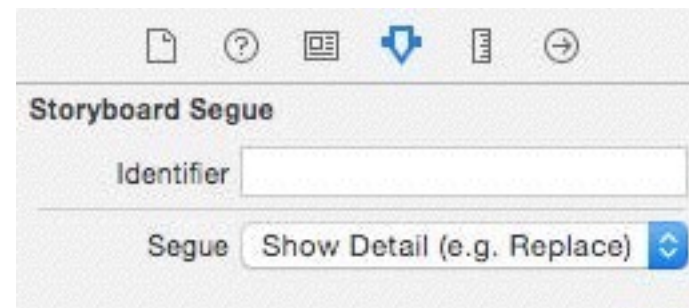 Storyboard Segue
Identifier
Segue Show Detail (e.g. Replace)